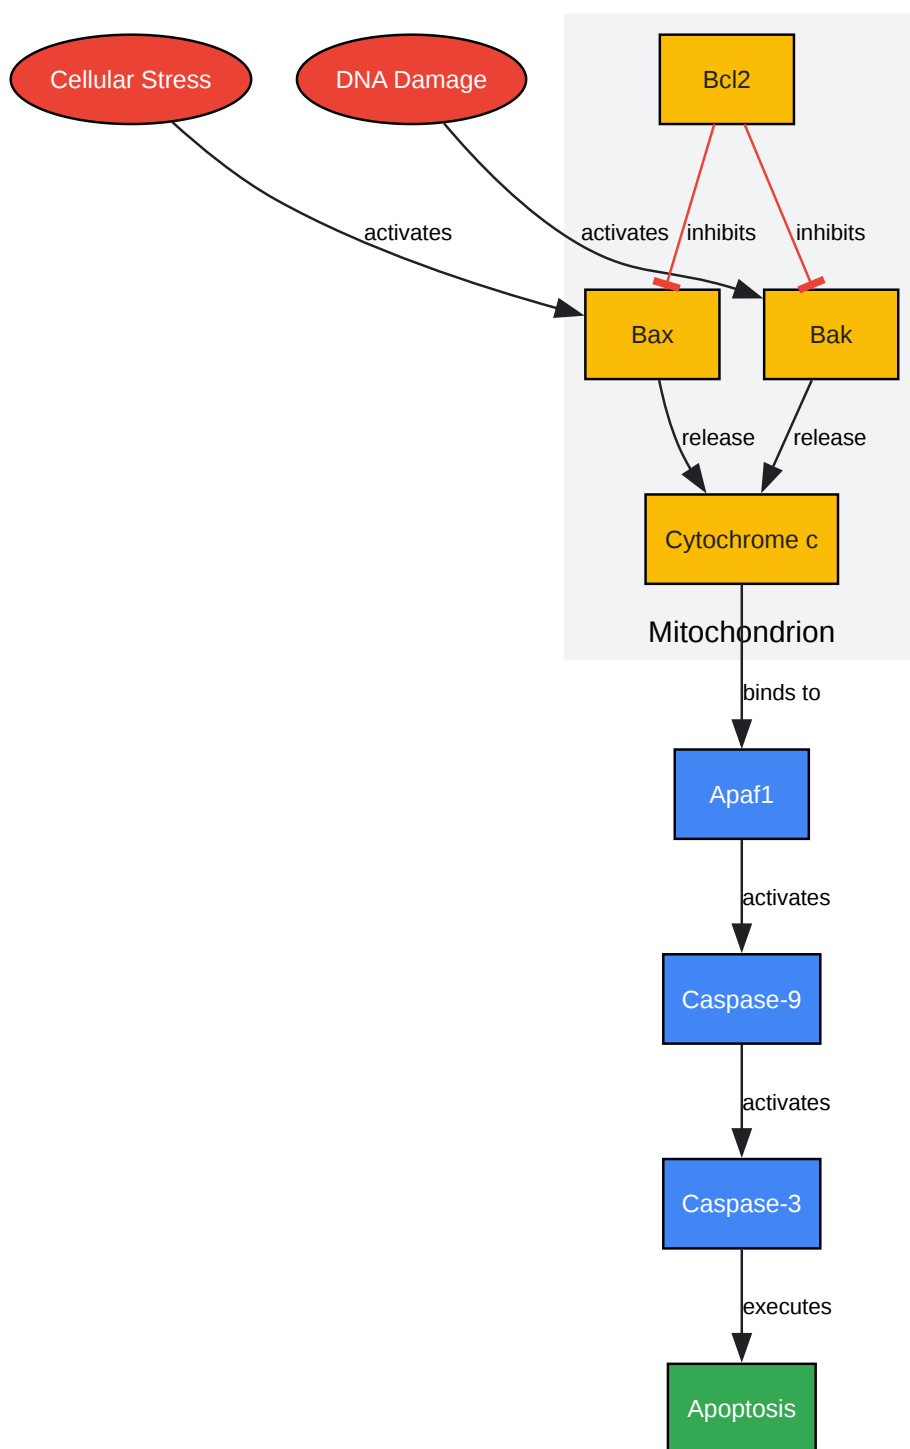 Cellular Stress
DNA Damage
Bcl2
activates
activates
inhibits
inhibits
Bax
Bak
release
release
Cytochrome c
Mitochondrion
binds to
Apaf1
activates
Caspase-9
activates
Caspase-3
executes
Apoptosis